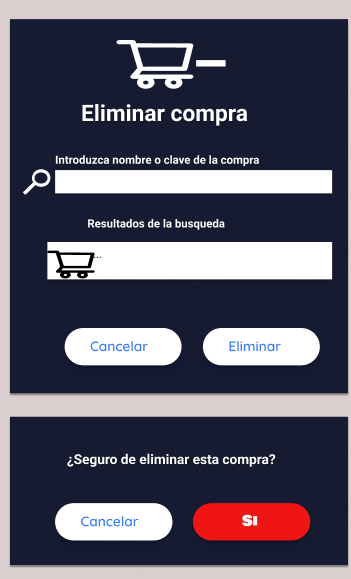 Eliminar compra
Introduzca nombre o clave de la compra
Resultados de la busqueda
...
Cancelar
Eliminar
¿Seguro de eliminar esta compra?
Cancelar
SI